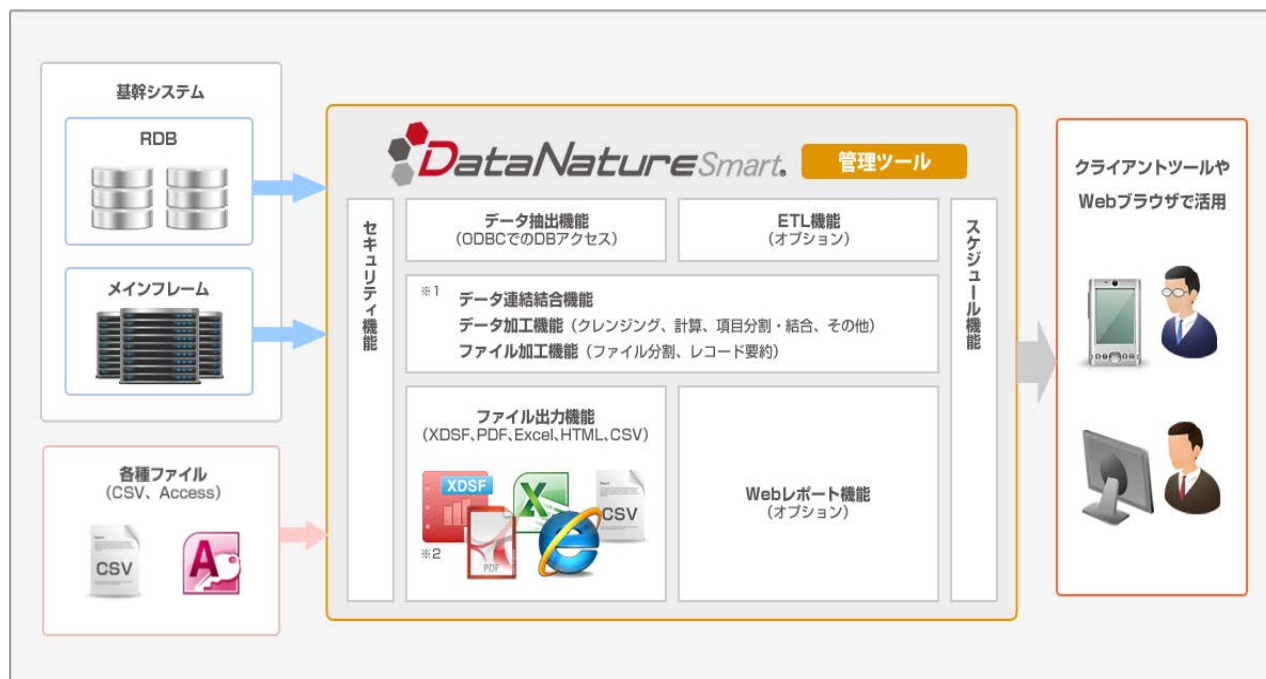 基幹システム
RDB
メインフレーム
各種ファイル
(CSV、Access)
CSV
A
DataNatureSmart®
管理ツール
セキュリティ機能
データ抽出機能
(ODBCでのDBアクセス)
ETL機能
(オプション)
※1
データ連結結合機能
データ加工機能（クレンジング、計算、項目分割・結合、その他）
ファイル加工機能（ファイル分割、レコード要約）
ファイル出力機能
(XDSF、PDF、Excel、HTML、CSV)
XDSF
X
CSV
PDF
※2
Webレポート機能
(オプション)
スケジュール機能
クライアントツールや
Webブラウザで活用